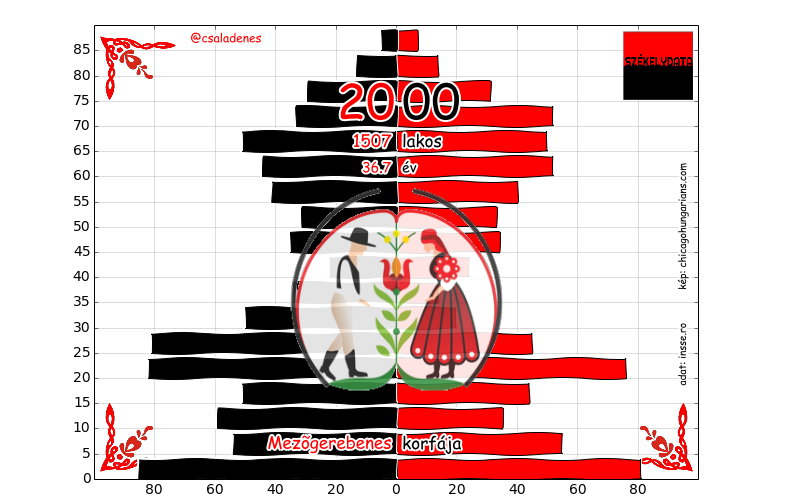 @csaladenes
SZÉKELYDATA
2000
1507 lakos
36.7 év
kép: chicagohungarians.com
adat: insse.ro
Mezőgerebenes korfája
85
80
75
70
65
60
55
50
45
40
35
30
25
20
15
10
5
0
80 60 40 20 0 20 40 60 80